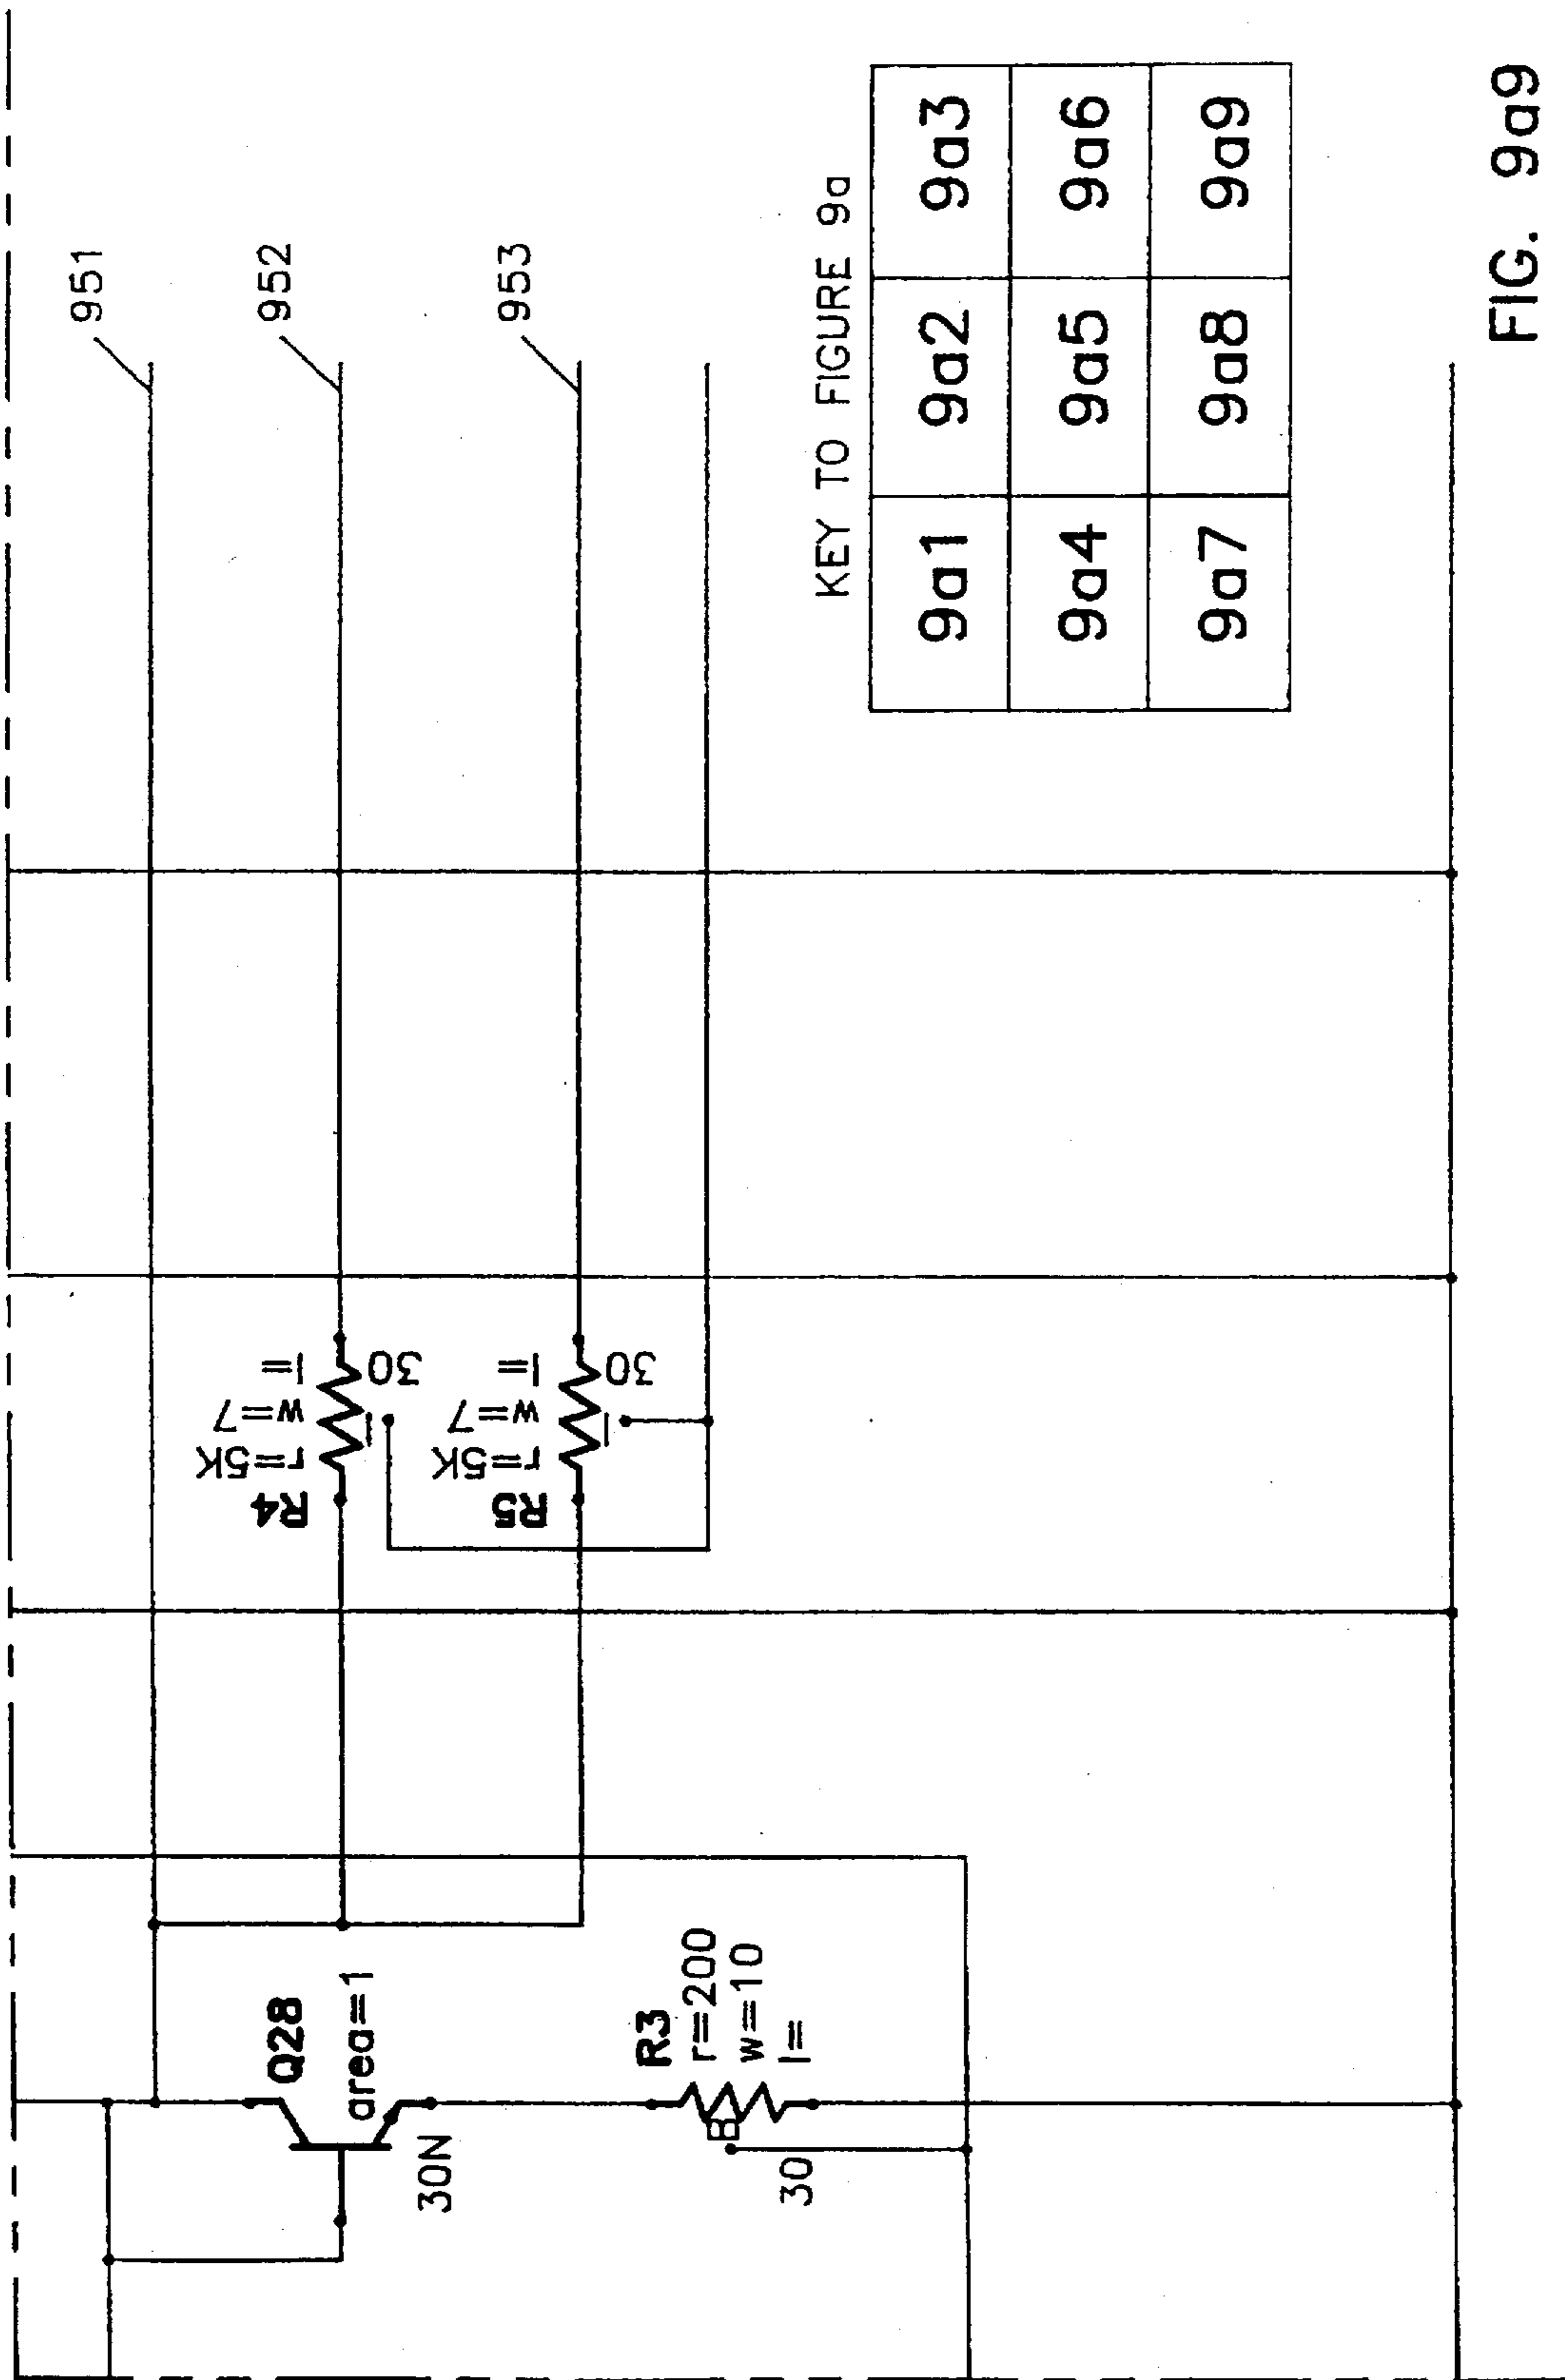 951
952
953
l=
w=7
r=5K
R4
30
l=
w=7
r=5K
R5
30
Q28
area=1
30N
R3
r=200
w=10
l=
30
KEY TO FIGURE 9a
9a1 9a2 9a3
9a4 9a5 9a6
9a7 9a8 9a9
FIG. 9a9